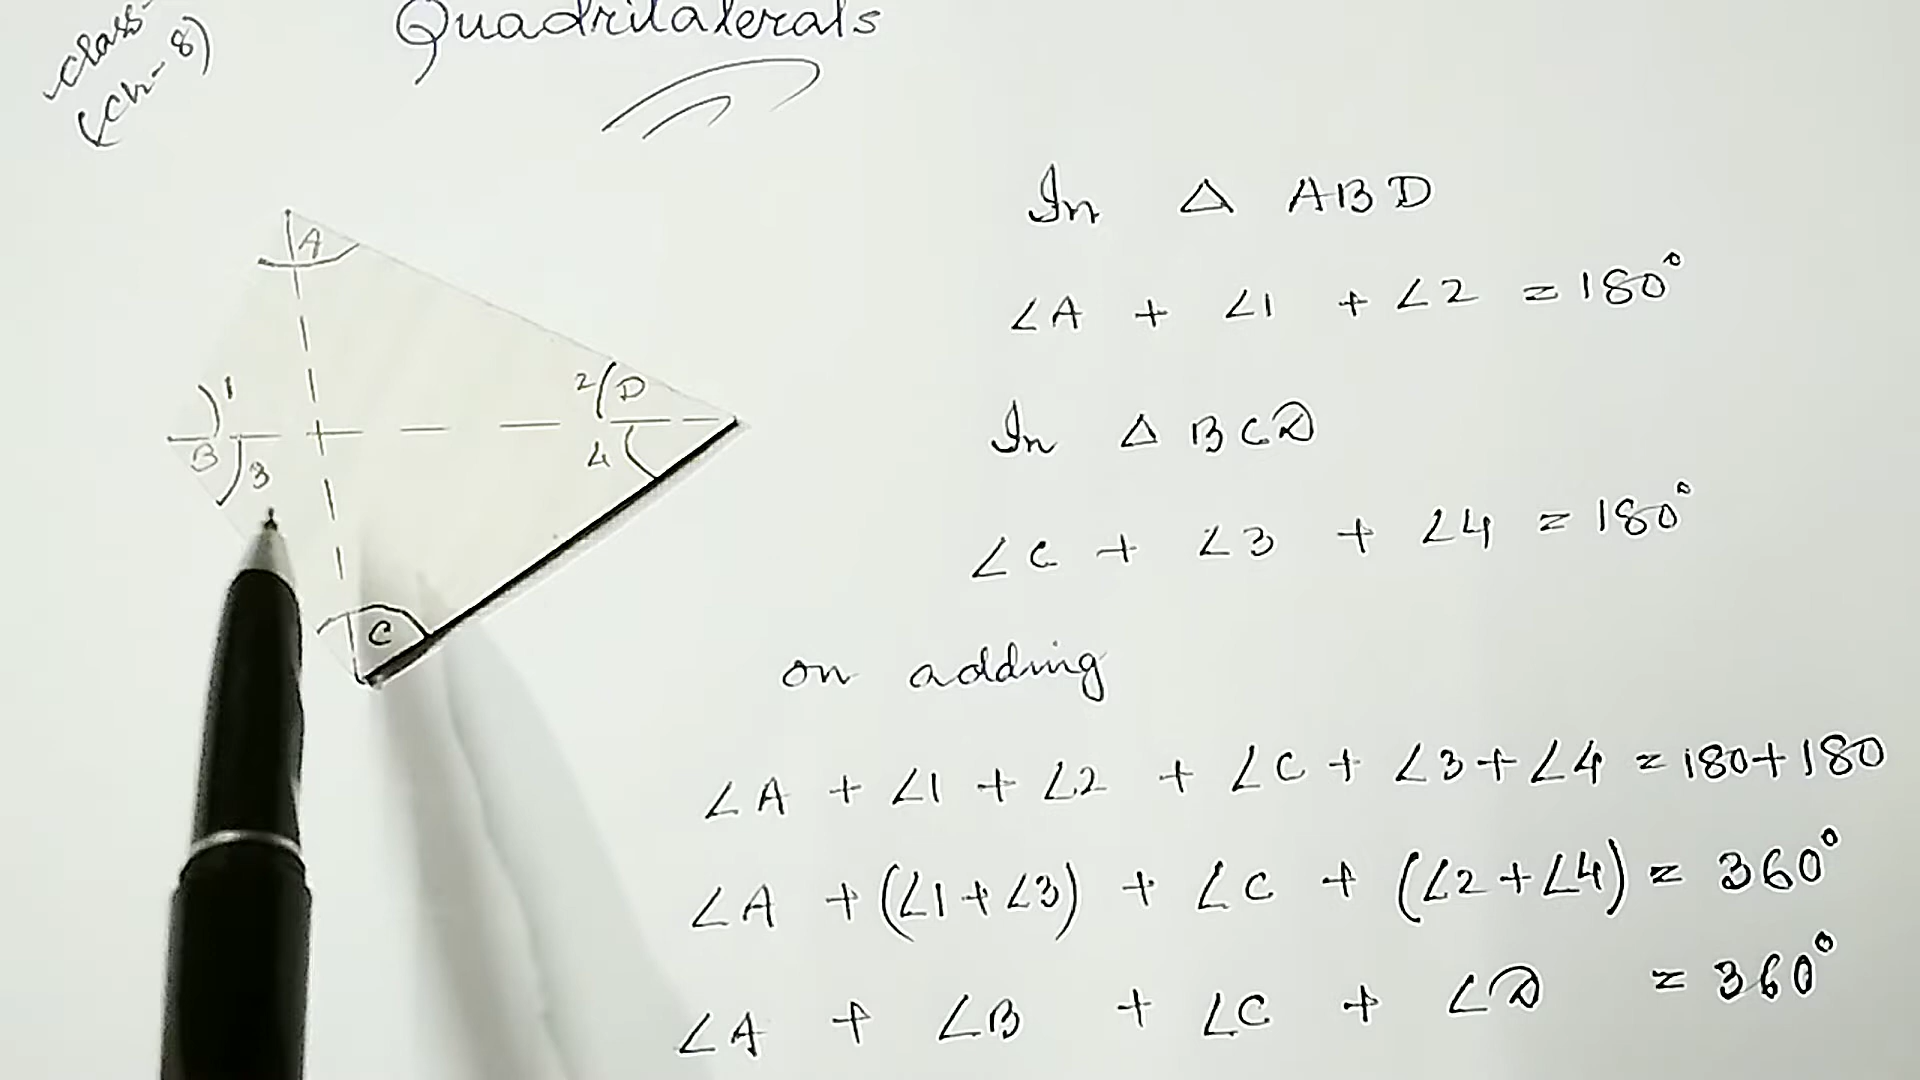 class-
(ch-8)
Quadrilaterals
A
1
B
3
2
D
4
C
In △ ABD
∠A + ∠1 + ∠2 = 180°
In △ BCD
∠C + ∠3 + ∠4 = 180°
on adding
∠A + ∠1 + ∠2 + ∠C + ∠3 + ∠4 = 180 + 180
∠A + (∠1 + ∠3) + ∠C + (∠2 + ∠4) = 360°
∠A + ∠B + ∠C + ∠D = 360°